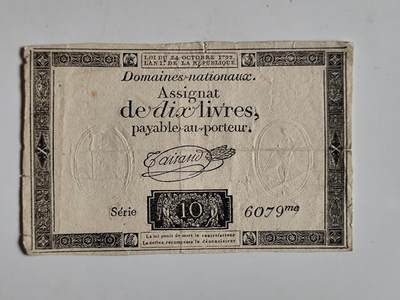 LOI DU 24 OCTOBRE 1792
L'AN 1er. DE LA RÉPUBLIQUE
Domaines-nationaux.
Assignat
de dix livres,
payable au porteur.
Taisaud
Série 10 6079me
La loi punit de mort le contrefacteur
La nation récompense le dénonciateur